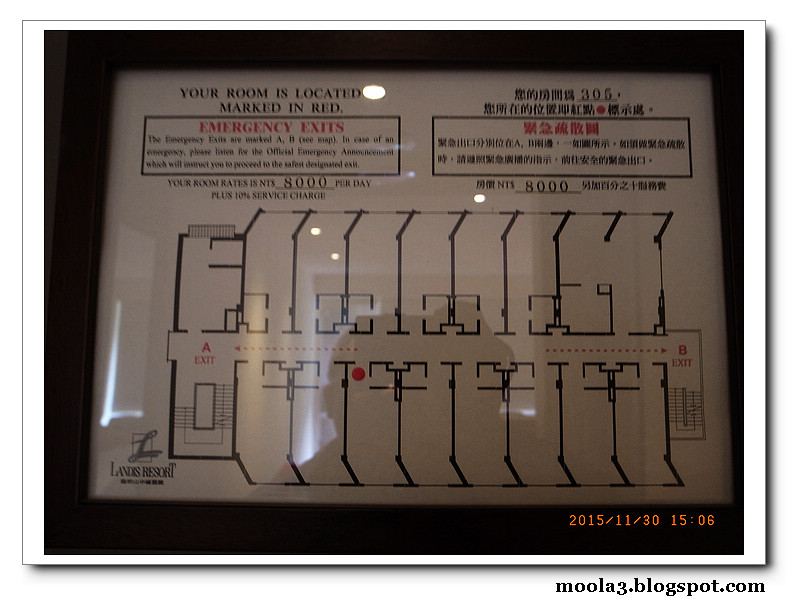 YOUR ROOM IS LOCATED
MARKED IN RED.
EMERGENCY EXITS
The Emergency Exits are marked A, B (see map). In case of an
emergency, please listen for the Official Emergency Announcement
which will instruct you to proceed to the safest designated exit.
YOUR ROOM RATES IS NT$ 8000 PER DAY
PLUS 10% SERVICE CHARGE
您的房間為 305，
您所在的位置即紅點●標示處。
緊急疏散圖
緊急出口分別位在A, B兩邊，一如圖所示。如須做緊急疏散
時，請遵照緊急廣播的指示，前往安全的緊急出口。
房價 NT$ 8000 另加百分之十服務費
A
EXIT
B
EXIT
LANDIS RESORT
2015/11/30 15:06
moola3.blogspot.com